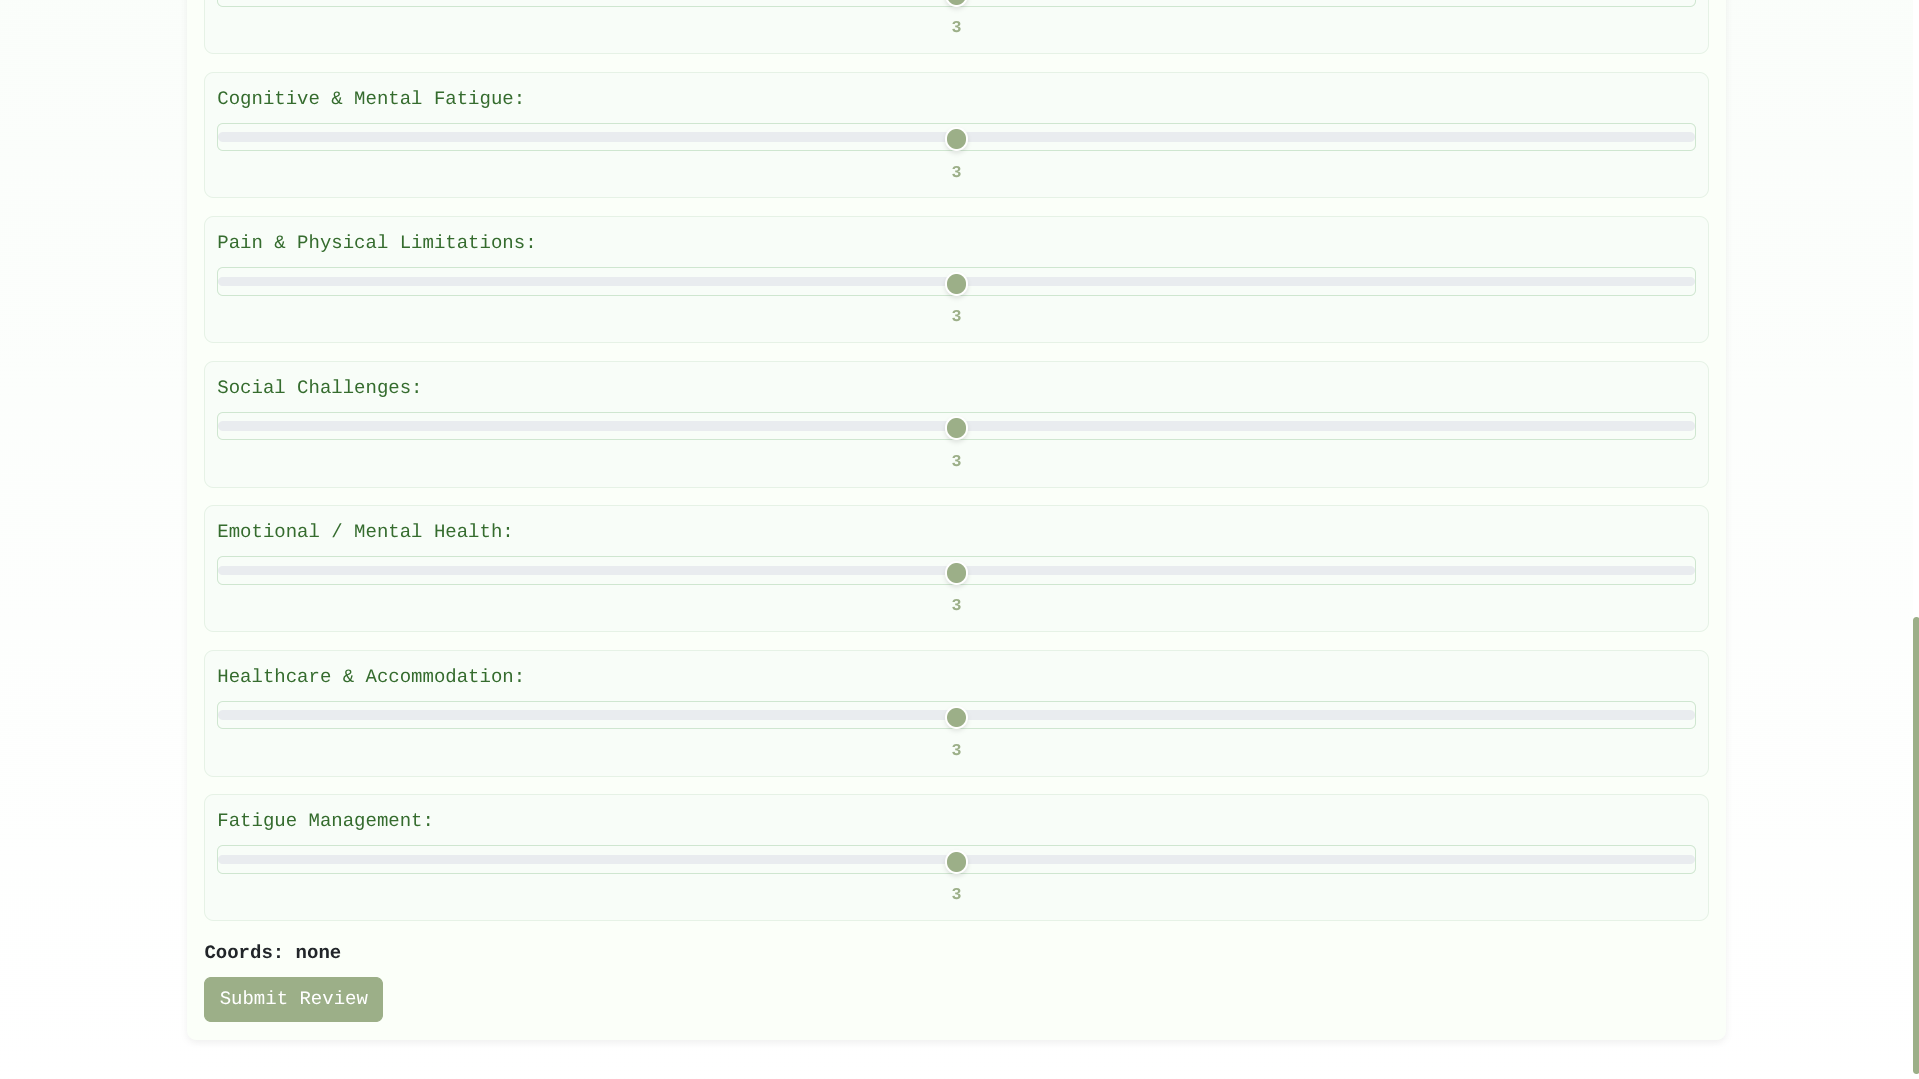 3
Cognitive & Mental Fatigue:
3
Pain & Physical Limitations:
3
Social Challenges:
3
Emotional / Mental Health:
3
Healthcare & Accommodation:
3
Fatigue Management:
3
Coords: none
Submit Review